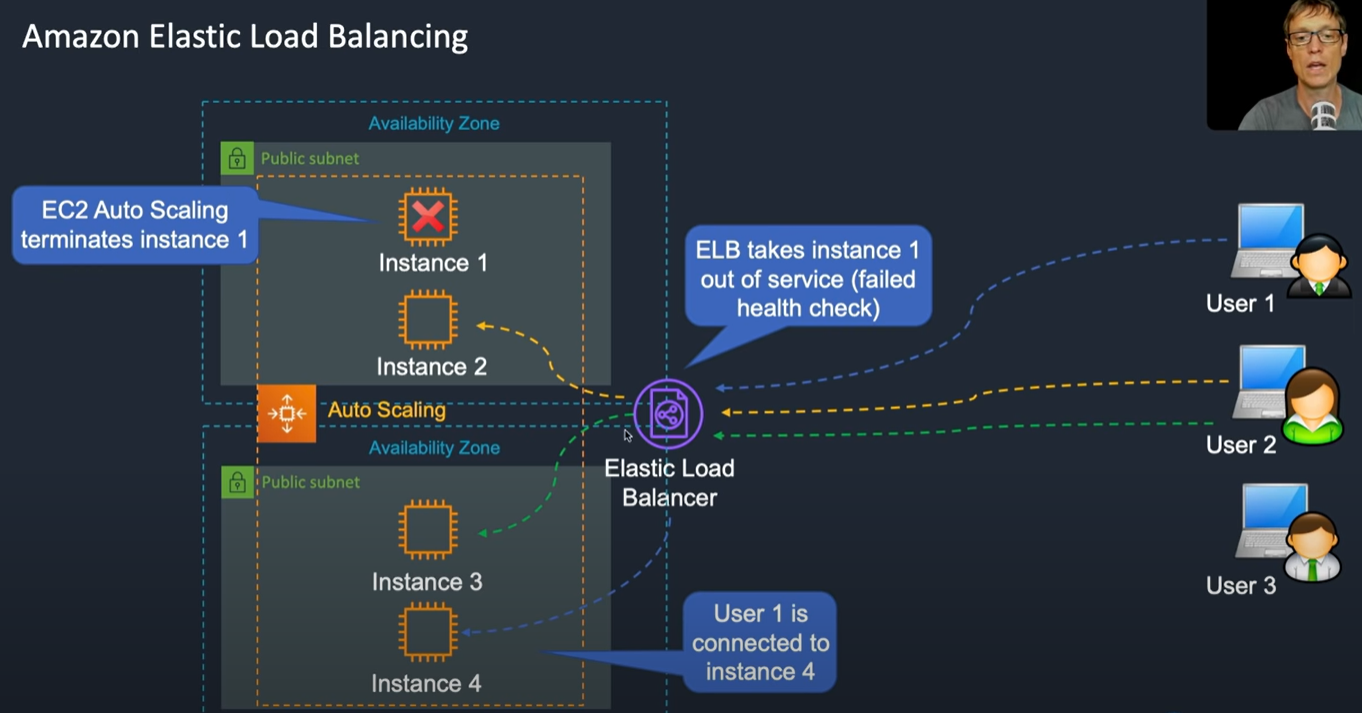 Amazon Elastic Load Balancing
Availability Zone
Public subnet
EC2 Auto Scaling
terminates instance 1
Instance 1
Instance 2
ELB takes instance 1
out of service (failed
health check)
User 1
Auto Scaling
Availability Zone
Public subnet
Elastic Load
Balancer
User 2
Instance 3
Instance 4
User 1 is
connected to
instance 4
User 3